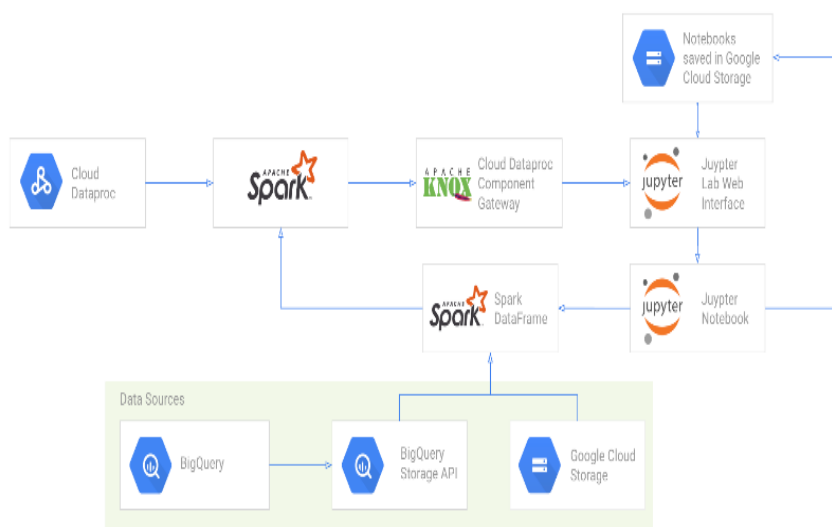 Notebooks
saved in Google
Cloud Storage
Cloud
Dataproc
APACHE
Spark
APACHE
KNOX
Cloud Dataproc
Component
Gateway
jupyter
Juypter
Lab Web
Interface
APACHE
Spark
Spark
DataFrame
jupyter
Juypter
Notebook
Data Sources
BigQuery
BigQuery
Storage API
Google Cloud
Storage